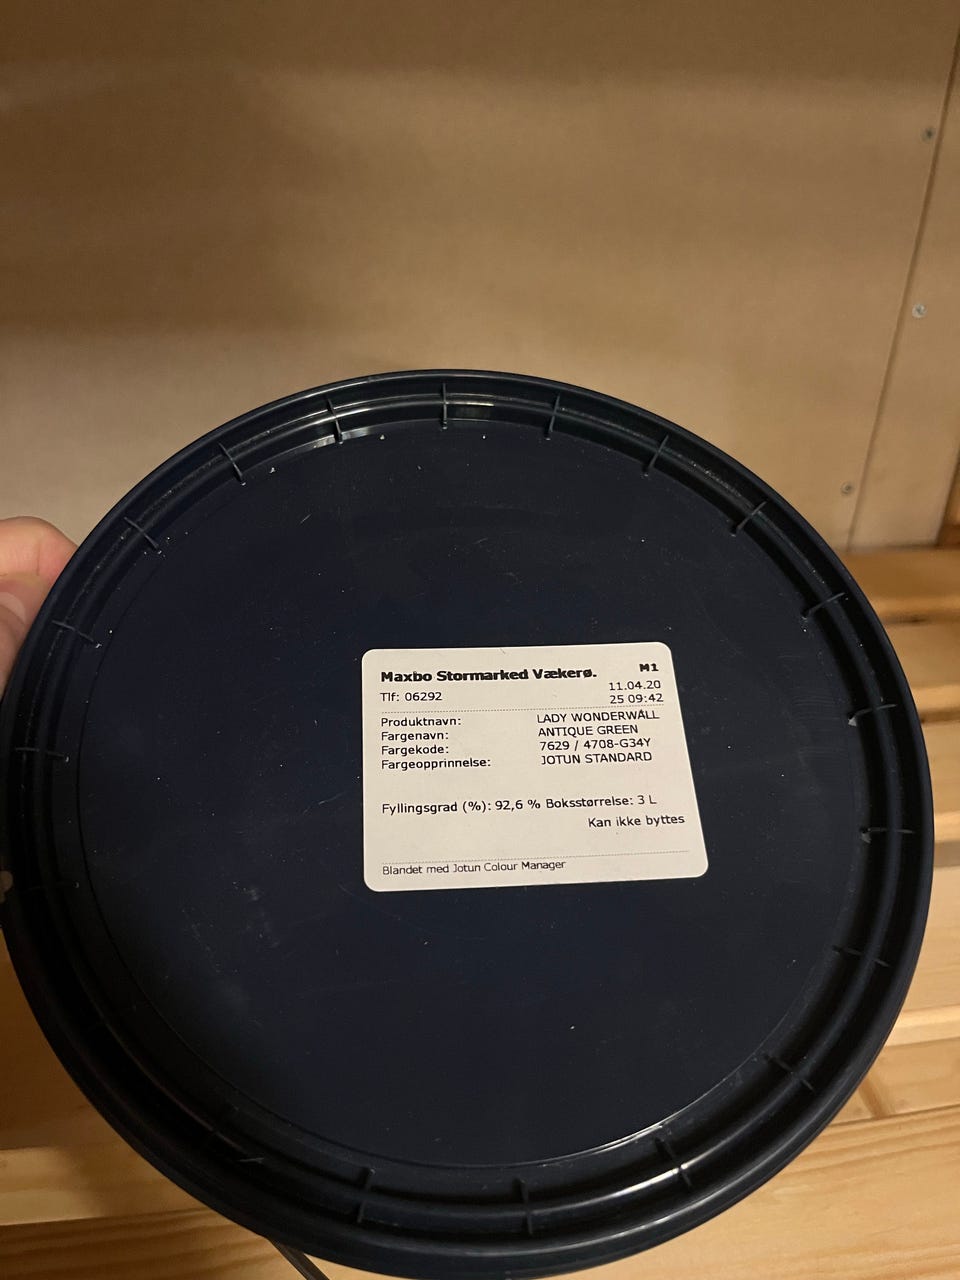 Maxbo Stormarked Vækerø. M1
Tlf: 06292 11.04.20
25 09:42
Produktnavn: LADY WONDERWALL
Fargenavn: ANTIQUE GREEN
Fargekode: 7629 / 4708-G34Y
Fargeopprinnelse: JOTUN STANDARD
Fyllingsgrad (%): 92,6 % Boksstørrelse: 3 L
Kan ikke byttes
Blandet med Jotun Colour Manager